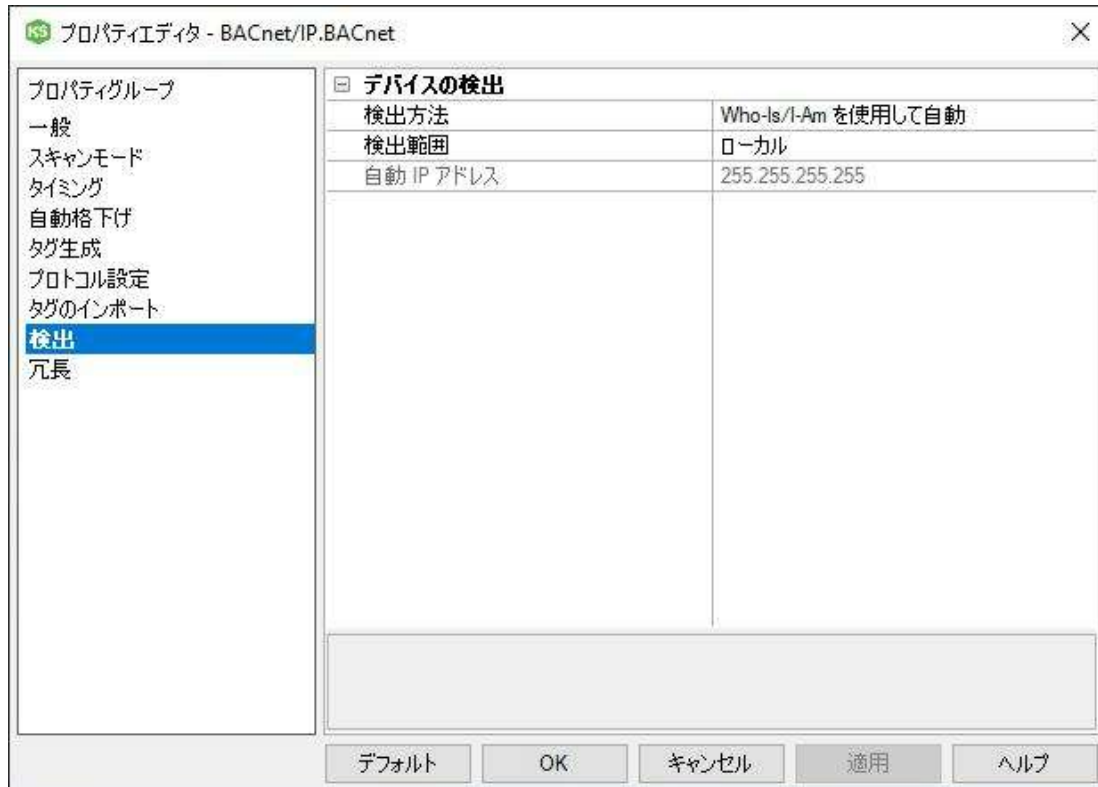 KS プロパティエディタ - BACnet/IP.BACnet
プロパティグループ
一般
スキャンモード
タイミング
自動格下げ
タグ生成
プロトコル設定
タグのインポート
検出
冗長
デバイスの検出
検出方法 Who-Is/I-Am を使用して自動
検出範囲 ローカル
自動 IP アドレス 255.255.255.255
デフォルト OK キャンセル 適用 ヘルプ